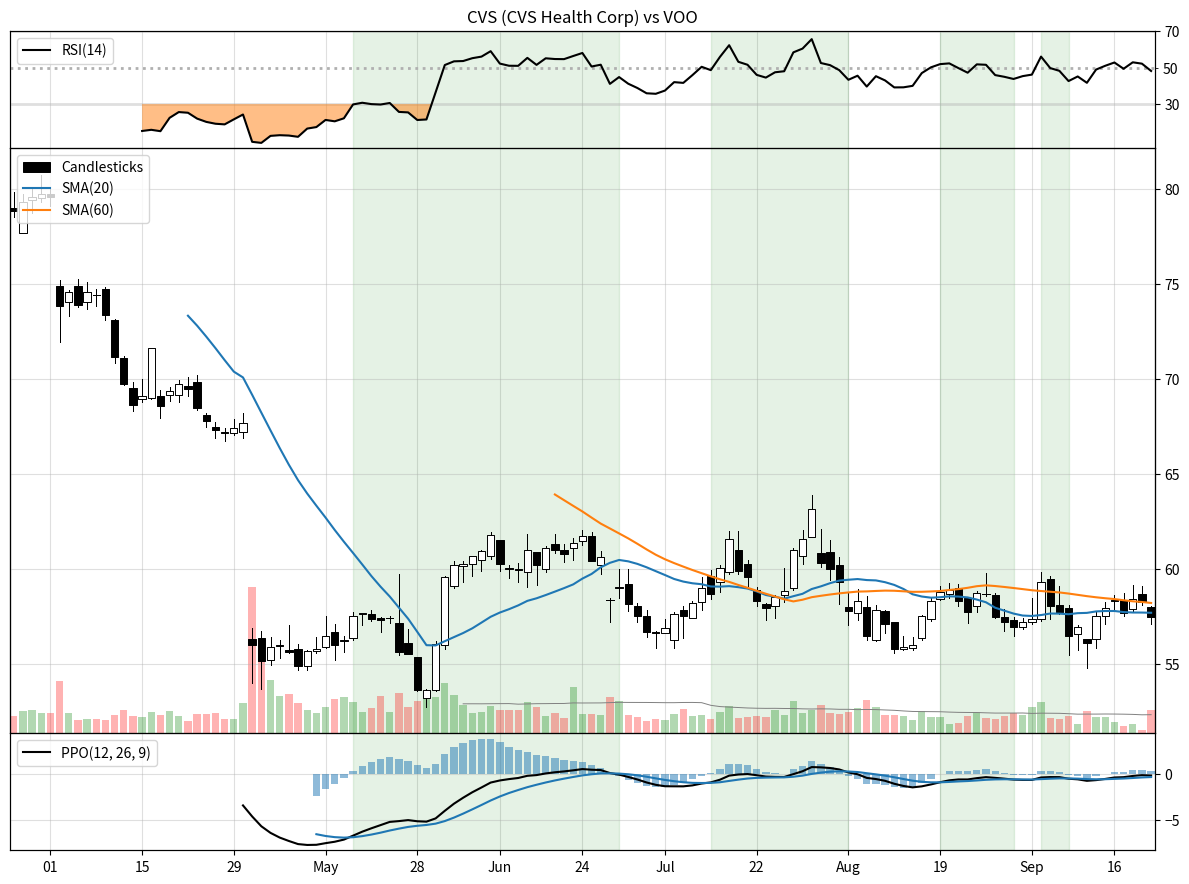 CVS (CVS Health Corp) vs VOO
RSI(14)
70
50
30
Candlesticks
SMA(20)
SMA(60)
80
75
70
65
60
55
PPO(12, 26, 9)
0
−5
01 15 29 May 28 Jun 24 Jul 22 Aug 19 Sep 16